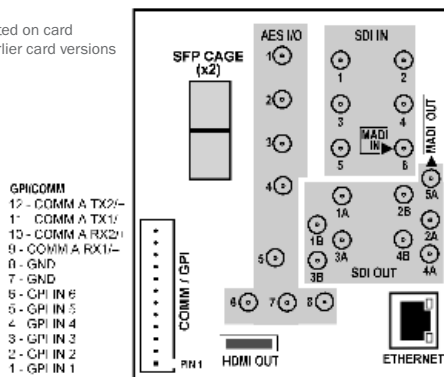 ted on card
rlier card versions
AES I/O
SDI IN
SFP CAGE
(x2)
1
2
3
4
5
6
7
8
1
2
3
4
5
6
MADI
IN
MADI OUT
5A
1A
2B
1B
2A
3A
4B
3B
4A
SDI OUT
GPI/COMM
12 - COMM A TX2/–
11 COMM A TX1/
10 - COMM A RX2/
9 - COMM A RX1/–
8 - GND
7 - GND
6 - GPI IN 6
5 - GPI IN 5
4 GPI IN 4
3 - GPI IN 3
2 - GPI IN 2
1 - GPI IN 1
COMM / GPI
PIN 1
HDMI OUT
ETHERNET